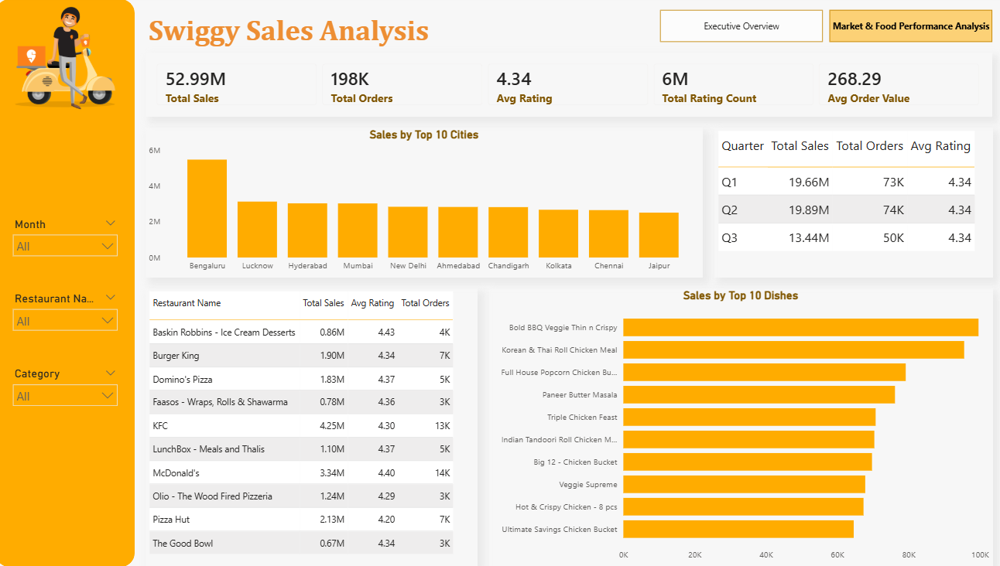 Swiggy Sales Analysis
Executive Overview
Market & Food Performance Analysis
52.99M
Total Sales
198K
Total Orders
4.34
Avg Rating
6M
Total Rating Count
268.29
Avg Order Value
Month
All
Restaurant Na...
All
Category
All
Sales by Top 10 Cities
6M
4M
2M
0M
Bengaluru Lucknow Hyderabad Mumbai New Delhi Ahmedabad Chandigarh Kolkata Chennai Jaipur
Quarter Total Sales Total Orders Avg Rating
Q1 19.66M 73K 4.34
Q2 19.89M 74K 4.34
Q3 13.44M 50K 4.34
Restaurant Name Total Sales Avg Rating Total Orders
Baskin Robbins - Ice Cream Desserts 0.86M 4.43 4K
Burger King 1.90M 4.34 7K
Domino's Pizza 1.83M 4.37 5K
Faasos - Wraps, Rolls & Shawarma 0.78M 4.36 3K
KFC 4.25M 4.30 13K
LunchBox - Meals and Thalis 1.10M 4.37 5K
McDonald's 3.34M 4.40 14K
Olio - The Wood Fired Pizzeria 1.24M 4.29 3K
Pizza Hut 2.13M 4.20 7K
The Good Bowl 0.67M 4.34 3K
Sales by Top 10 Dishes
Bold BBQ Veggie Thin n Crispy
Korean & Thai Roll Chicken Meal
Full House Popcorn Chicken Bu...
Paneer Butter Masala
Triple Chicken Feast
Indian Tandoori Roll Chicken M...
Big 12 - Chicken Bucket
Veggie Supreme
Hot & Crispy Chicken - 8 pcs
Ultimate Savings Chicken Bucket
0K 20K 40K 60K 80K 100K